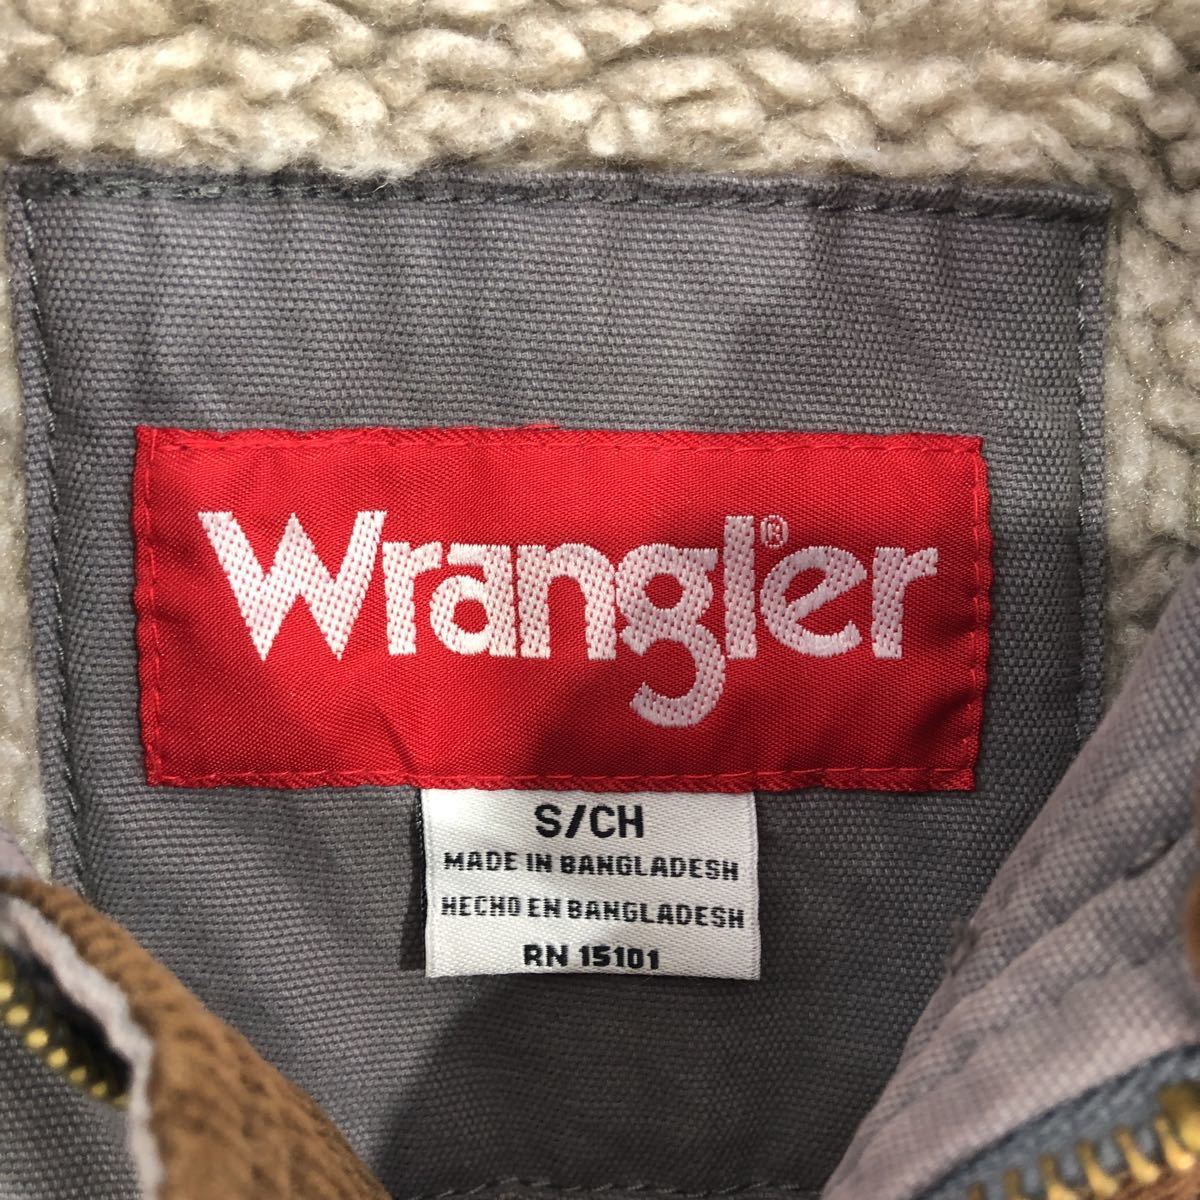 Wrangler®
S/CH
MADE IN BANGLADESH
HECHO EN BANGLADESH
RN 15101